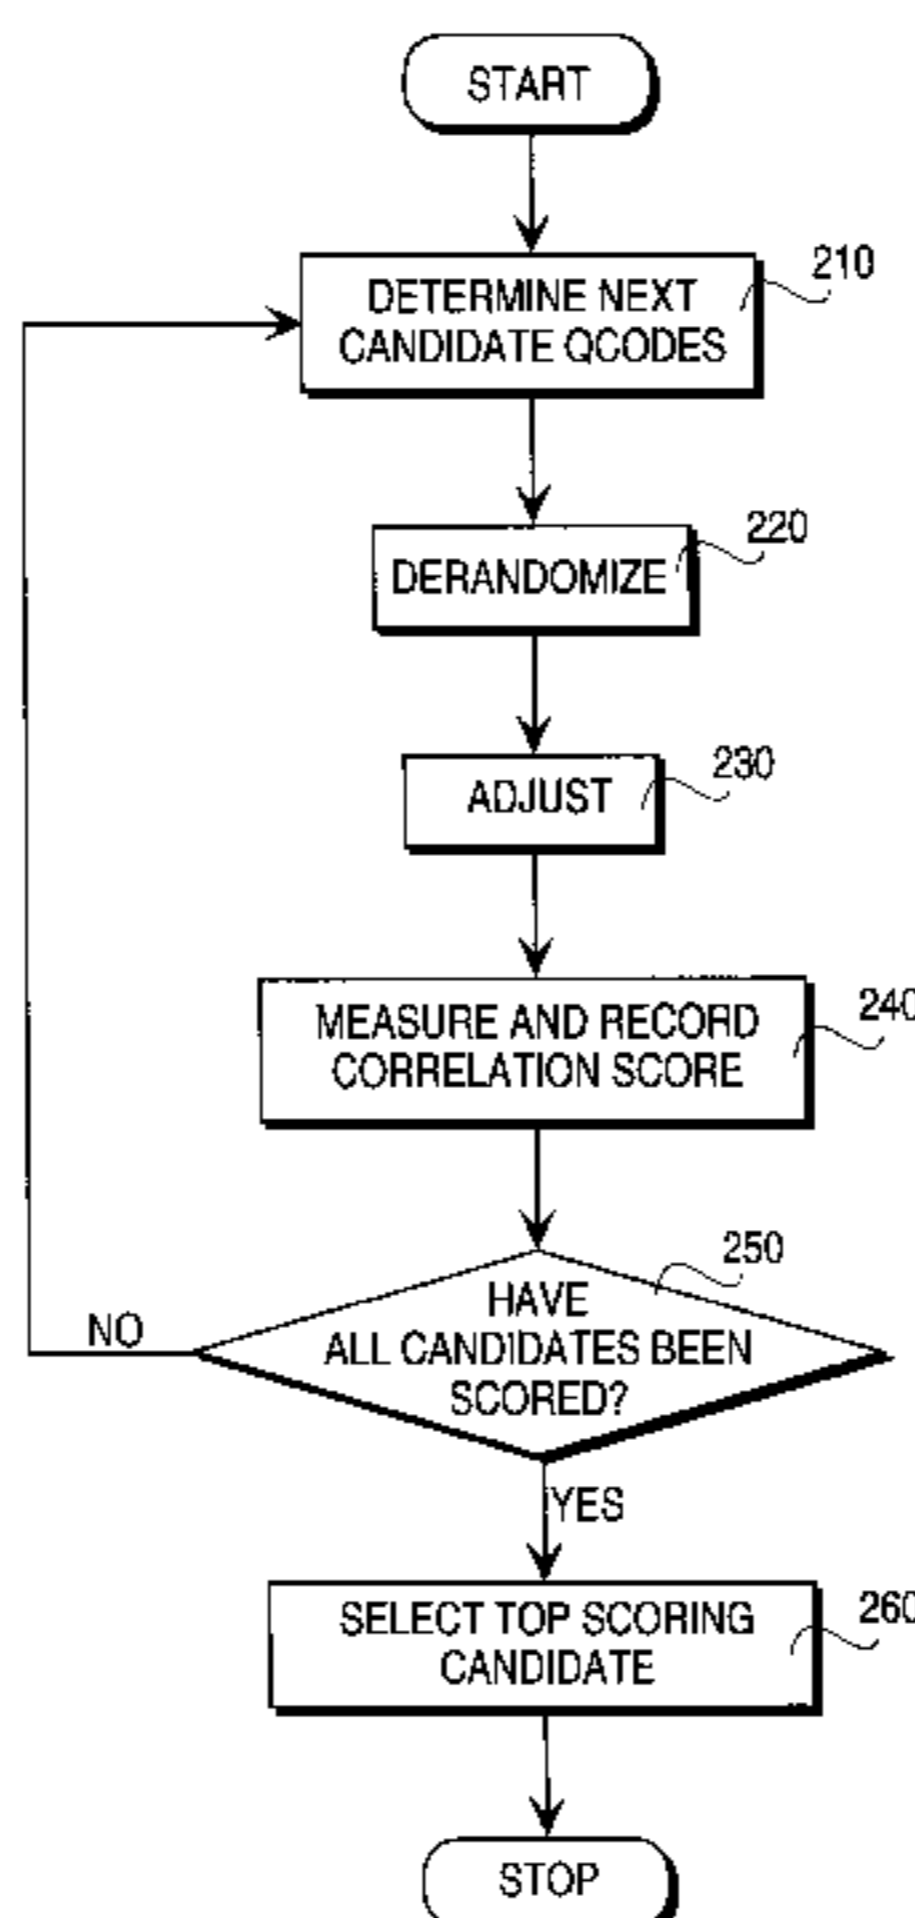 START
210
DETERMINE NEXT
CANDIDATE QCODES
220
DERANDOMIZE
230
ADJUST
240
MEASURE AND RECORD
CORRELATION SCORE
250
HAVE
ALL CANDIDATES BEEN
SCORED?
NO
YES
260
SELECT TOP SCORING
CANDIDATE
STOP